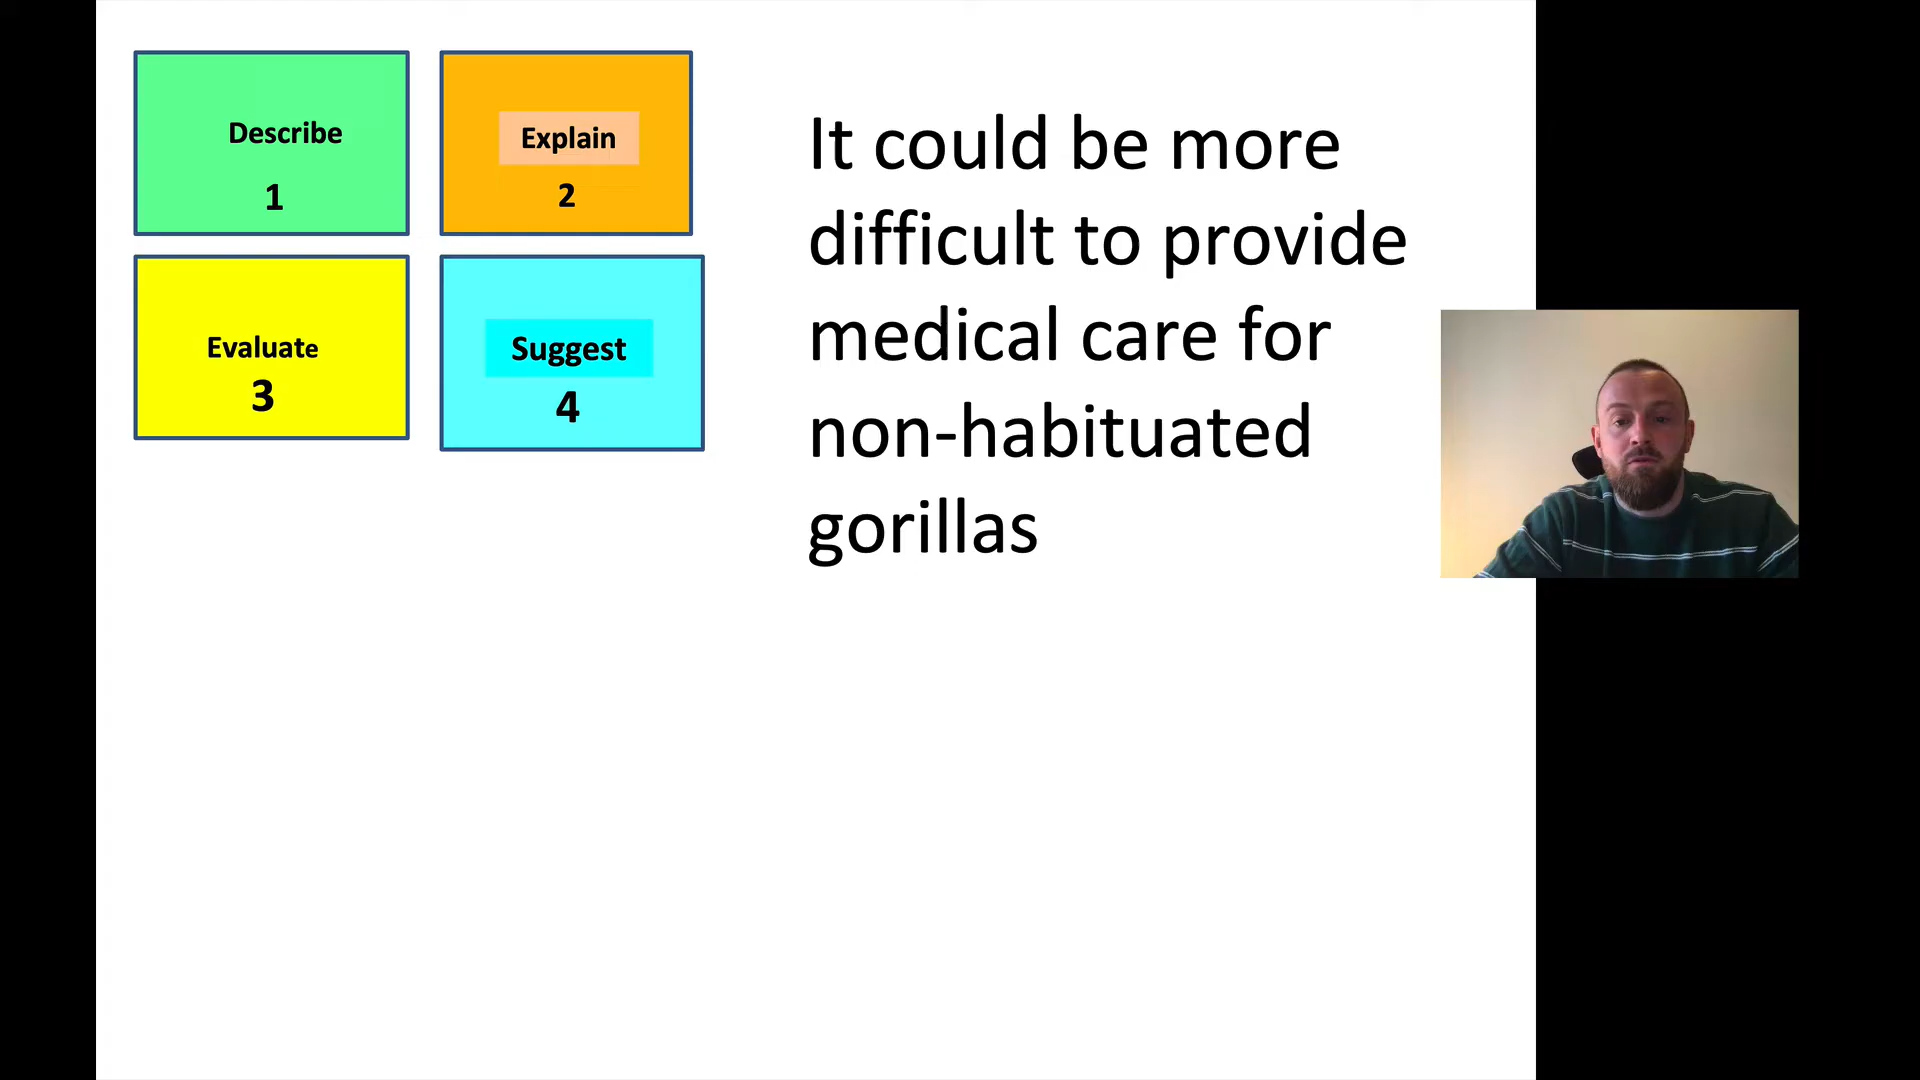 Describe
1
Explain
2
Evaluate
3
Suggest
4
It could be more
difficult to provide
medical care for
non-habituated
gorillas